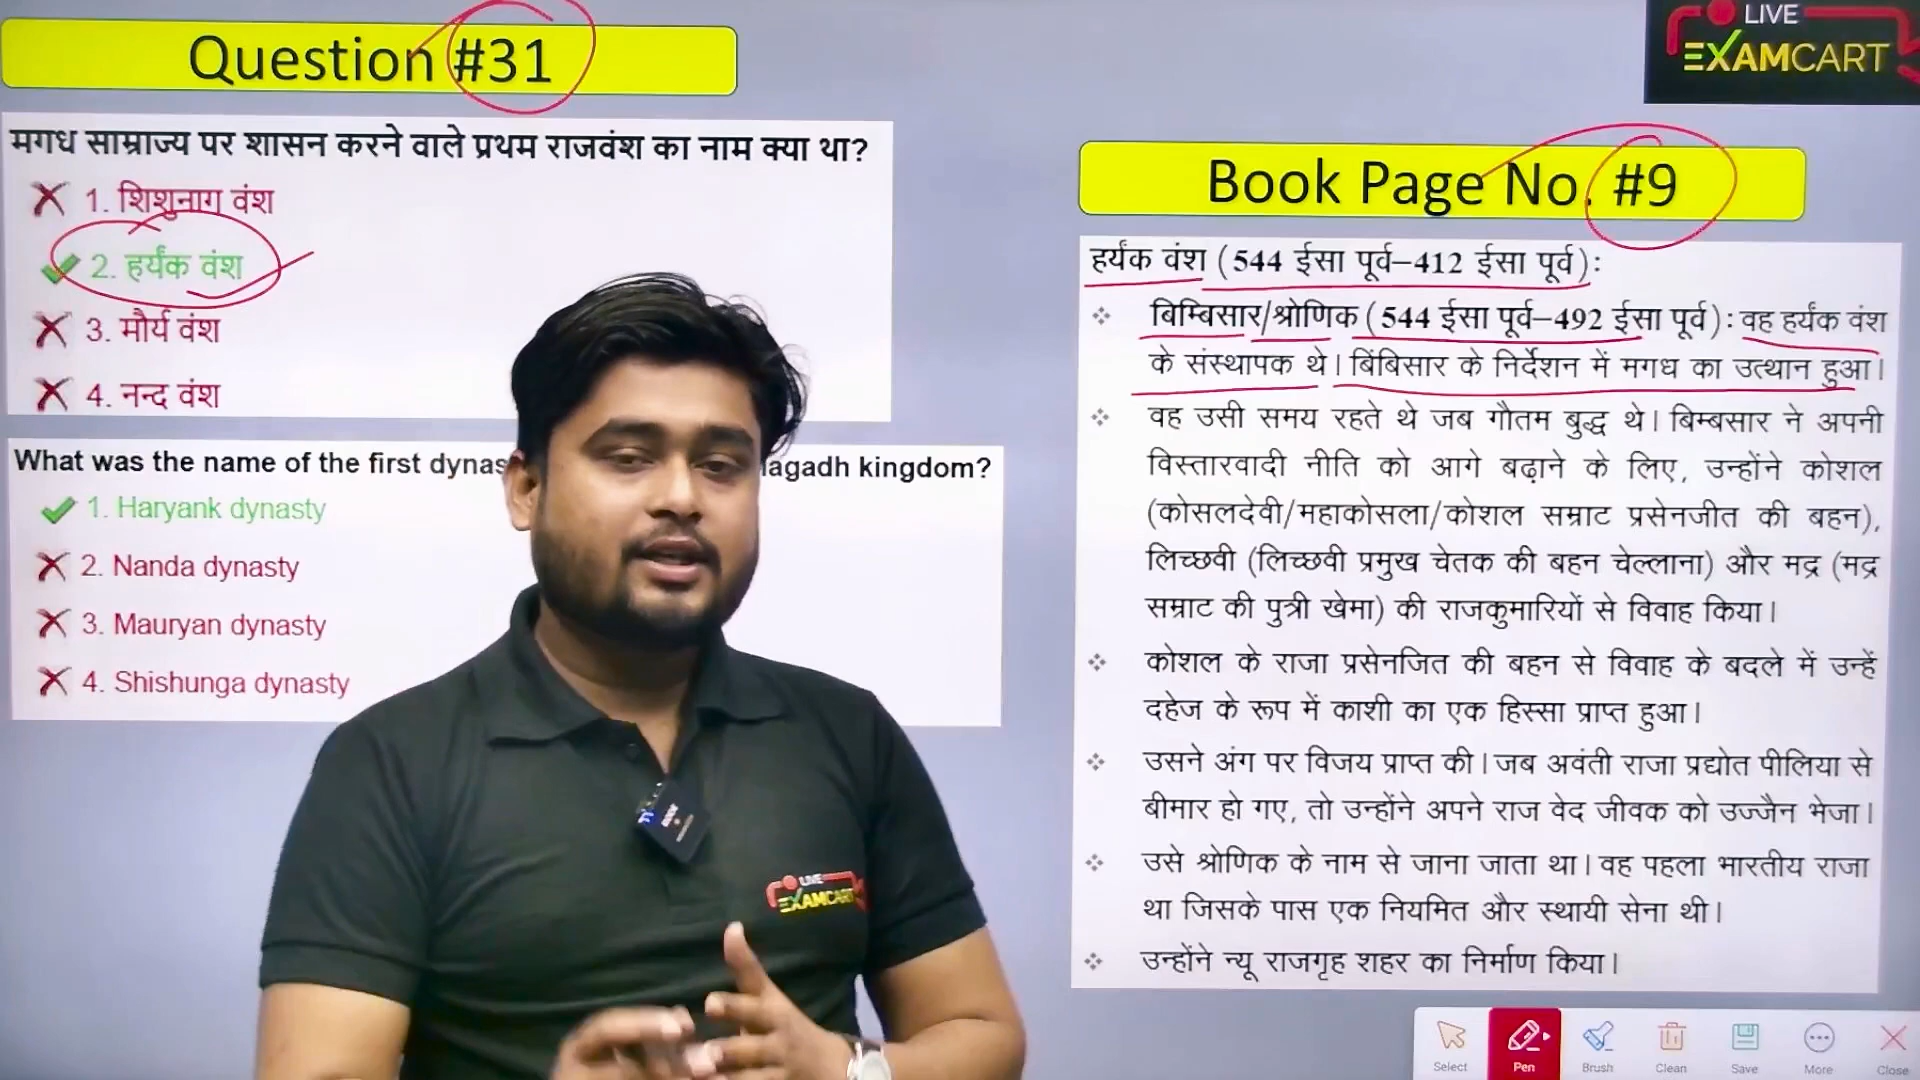 Question #31
मगध साम्राज्य पर शासन करने वाले प्रथम राजवंश का नाम क्या था?
1. शिशुनाग वंश
2. हर्यंक वंश
3. मौर्य वंश
4. नन्द वंश
What was the name of the first dynas agadh kingdom?
1. Haryank dynasty
2. Nanda dynasty
3. Mauryan dynasty
4. Shishunga dynasty
LIVE
EXAMCART
LIVE
EXAMCART
Book Page No. #9
हर्यंक वंश (544 ईसा पूर्व–412 ईसा पूर्व):
बिम्बिसार/श्रोणिक (544 ईसा पूर्व–492 ईसा पूर्व): वह हर्यंक वंश
के संस्थापक थे। बिंबिसार के निर्देशन में मगध का उत्थान हुआ।
वह उसी समय रहते थे जब गौतम बुद्ध थे। बिम्बसार ने अपनी
विस्तारवादी नीति को आगे बढ़ाने के लिए, उन्होंने कोशल
(कोसलदेवी/महाकोसला/कोशल सम्राट प्रसेनजीत की बहन),
लिच्छवी (लिच्छवी प्रमुख चेतक की बहन चेल्लाना) और मद्र (मद्र
सम्राट की पुत्री खेमा) की राजकुमारियों से विवाह किया।
कोशल के राजा प्रसेनजित की बहन से विवाह के बदले में उन्हें
दहेज के रूप में काशी का एक हिस्सा प्राप्त हुआ।
उसने अंग पर विजय प्राप्त की। जब अवंती राजा प्रद्योत पीलिया से
बीमार हो गए, तो उन्होंने अपने राज वेद जीवक को उज्जैन भेजा।
उसे श्रोणिक के नाम से जाना जाता था। वह पहला भारतीय राजा
था जिसके पास एक नियमित और स्थायी सेना थी।
उन्होंने न्यू राजगृह शहर का निर्माण किया।
Select Pen Brush Clean Save More Close